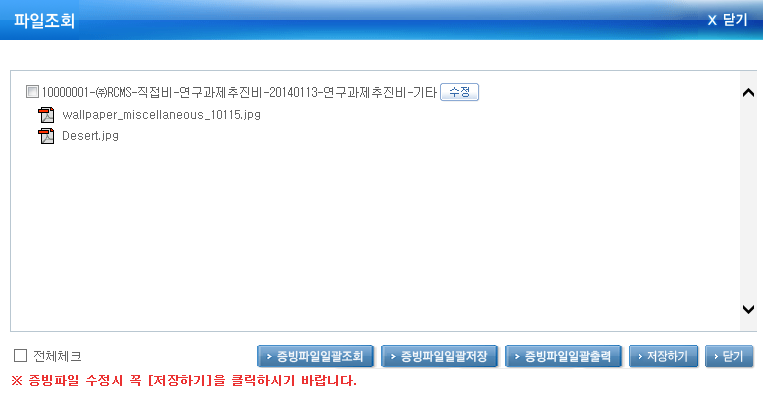 파일조회
X 닫기
10000001-㈜RCMS-직접비-연구과제추진비-20140113-연구과제추진비-기타 수정
wallpaper_miscellaneous_10115.jpg
Desert.jpg
전체체크 > 증빙파일일괄조회 > 증빙파일일괄저장 > 증빙파일일괄출력 > 저장하기 > 닫기
※ 증빙파일 수정시 꼭 [저장하기]을 클릭하시기 바랍니다.